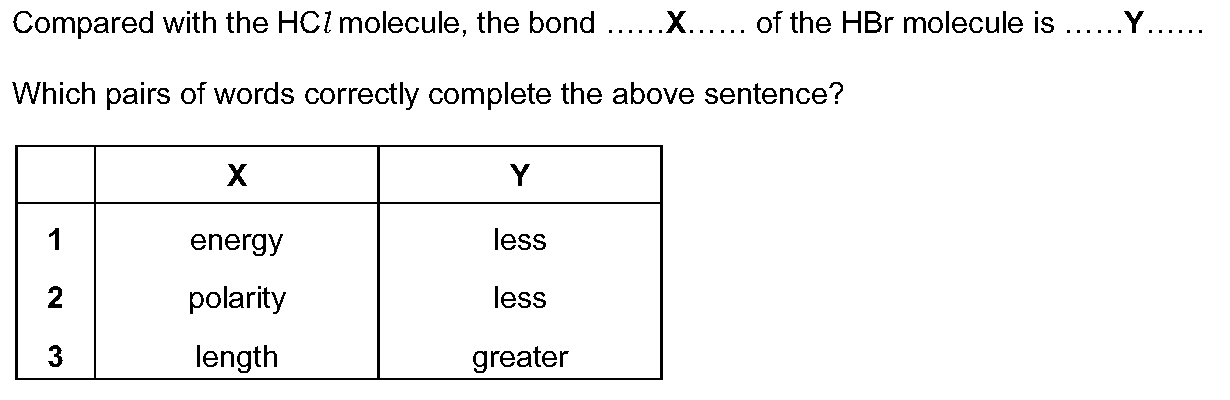 Compared with the HCl molecule, the bond ......X...... of the HBr molecule is ......Y......
Which pairs of words correctly complete the above sentence?
X Y
1 energy less
2 polarity less
3 length greater